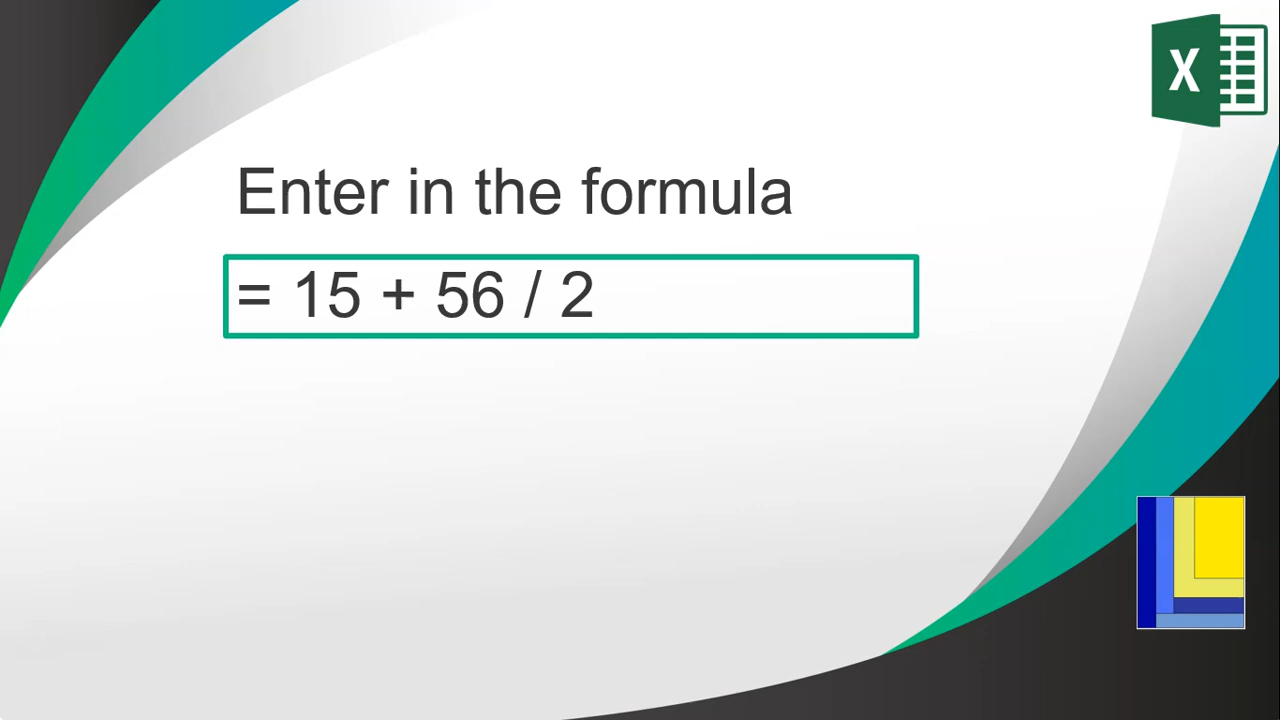 X
Enter in the formula
= 15 + 56 / 2